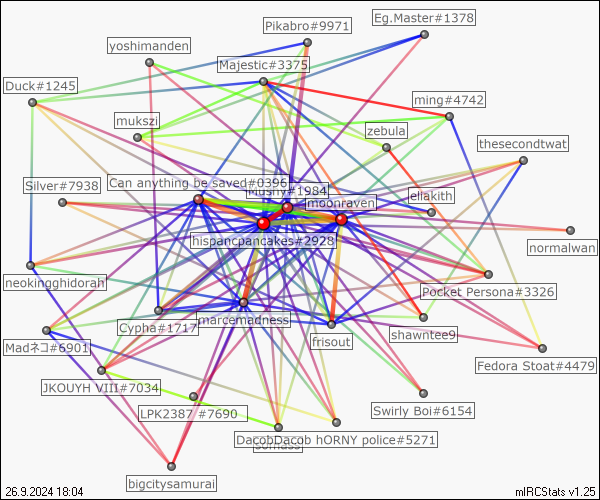 Eg.Master#1378
Pikabro#9971
yoshimanden
Majestic#3375
Duck#1245
ming#4742
mukszi
zebula
thesecondtwat
Silver#7938
Can anything be saved#0396
#1984
ellakith
moonraven
hispancpancakes#2928
normalwan
neokingghidorah
Pocket Persona#3326
Cypha#1717
marcemadness
shawntee9
frisout
Madネコ#6901
Fedora Stoat#4479
JKOUYH VIII#7034
LPK2387 #7690
Swirly Boi#6154
DacobDacob hORNY police#5271
bigcitysamurai
26.9.2024 18:04
mIRCStats v1.25